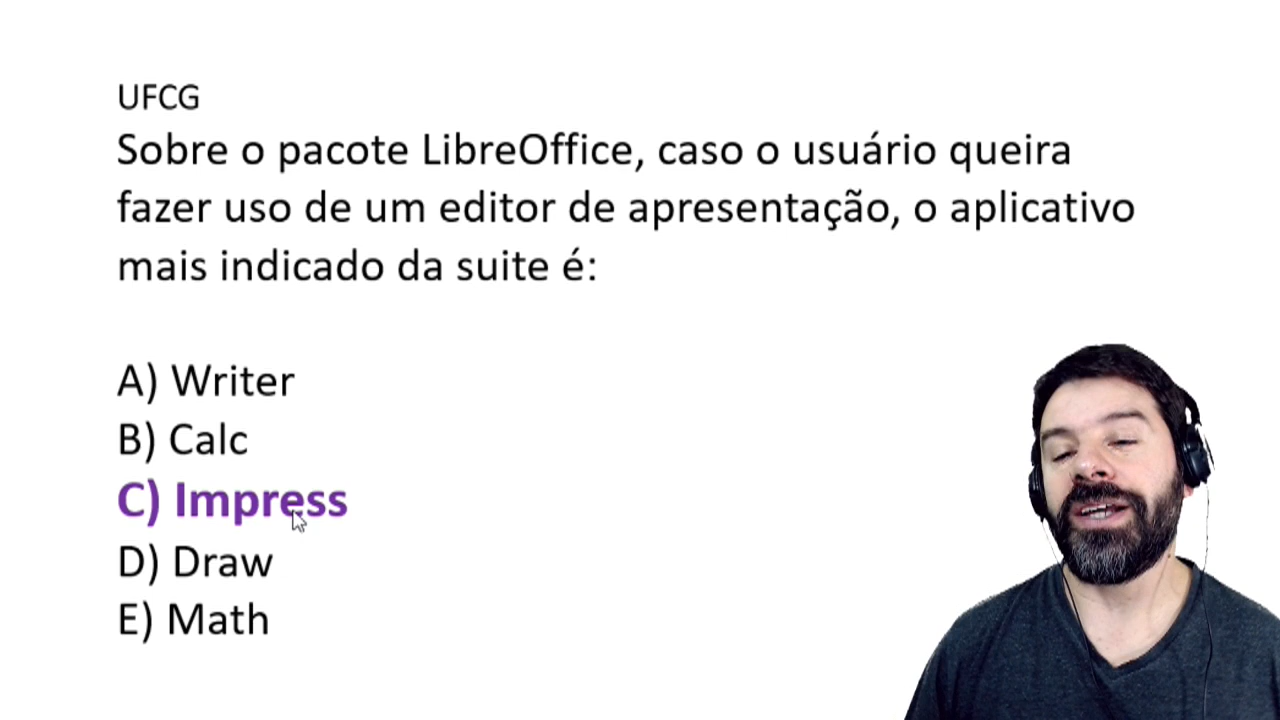 UFCG
Sobre o pacote LibreOffice, caso o usuário queira
fazer uso de um editor de apresentação, o aplicativo
mais indicado da suite é:
A) Writer
B) Calc
C) Impress
D) Draw
E) Math